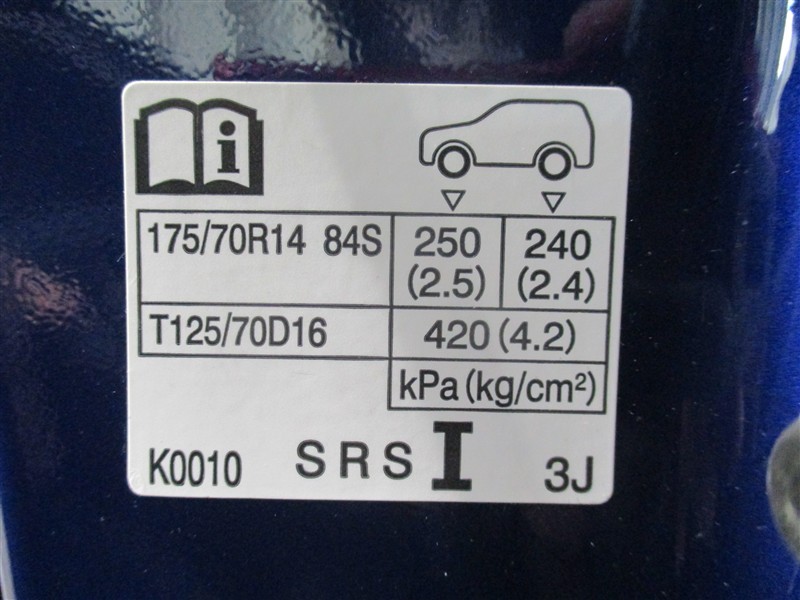 175/70R14 84S 250 (2.5) 240 (2.4)
T125/70D16 420 (4.2)
kPa (kg/cm²)
K0010 SRS I 3J